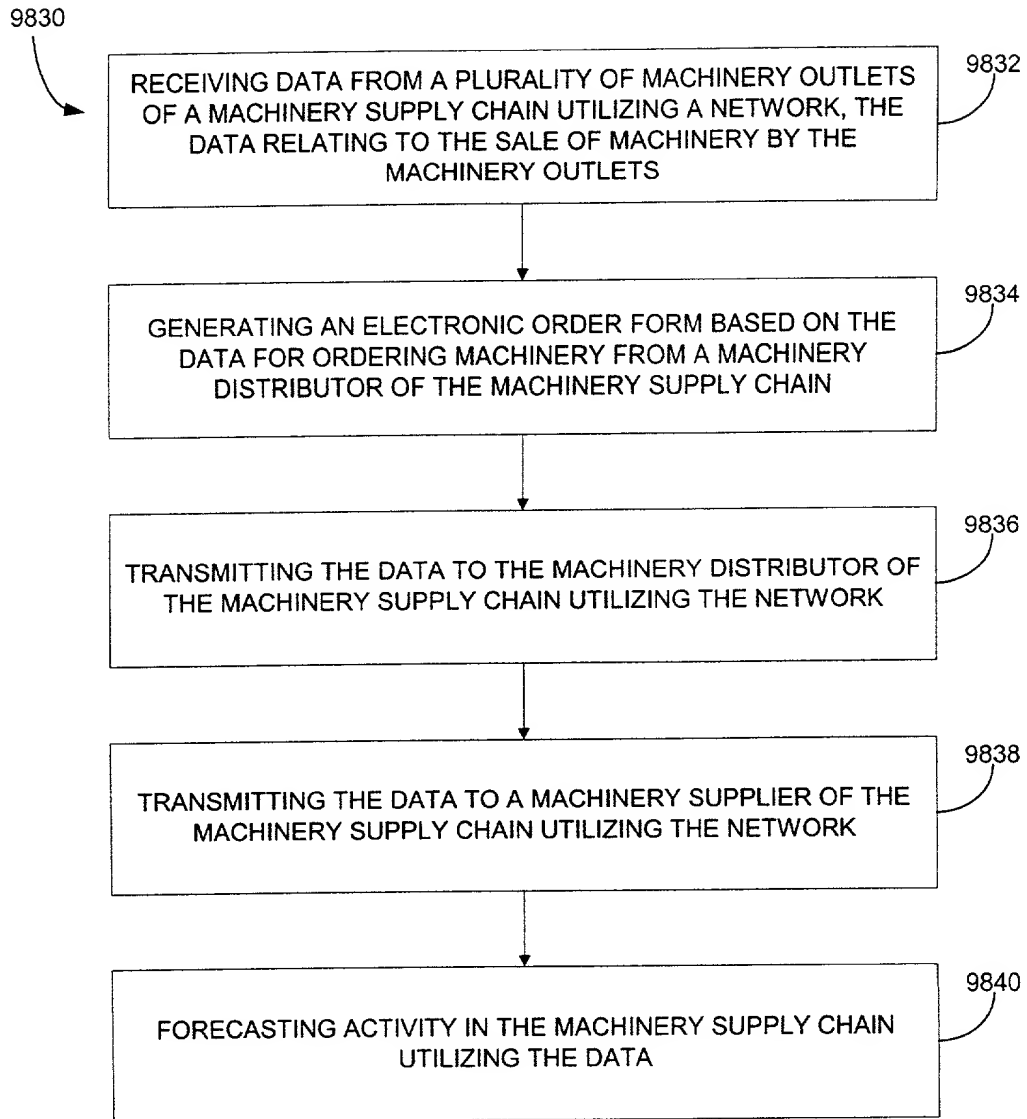 9830
RECEIVING DATA FROM A PLURALITY OF MACHINERY OUTLETS
OF A MACHINERY SUPPLY CHAIN UTILIZING A NETWORK, THE
DATA RELATING TO THE SALE OF MACHINERY BY THE
MACHINERY OUTLETS
9832
GENERATING AN ELECTRONIC ORDER FORM BASED ON THE
DATA FOR ORDERING MACHINERY FROM A MACHINERY
DISTRIBUTOR OF THE MACHINERY SUPPLY CHAIN
9834
TRANSMITTING THE DATA TO THE MACHINERY DISTRIBUTOR OF
THE MACHINERY SUPPLY CHAIN UTILIZING THE NETWORK
9836
TRANSMITTING THE DATA TO A MACHINERY SUPPLIER OF THE
MACHINERY SUPPLY CHAIN UTILIZING THE NETWORK
9838
FORECASTING ACTIVITY IN THE MACHINERY SUPPLY CHAIN
UTILIZING THE DATA
9840